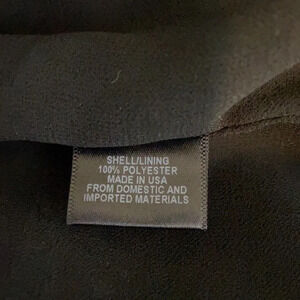 SHELL/LINING
100% POLYESTER
MADE IN USA
FROM DOMESTIC AND
IMPORTED MATERIALS